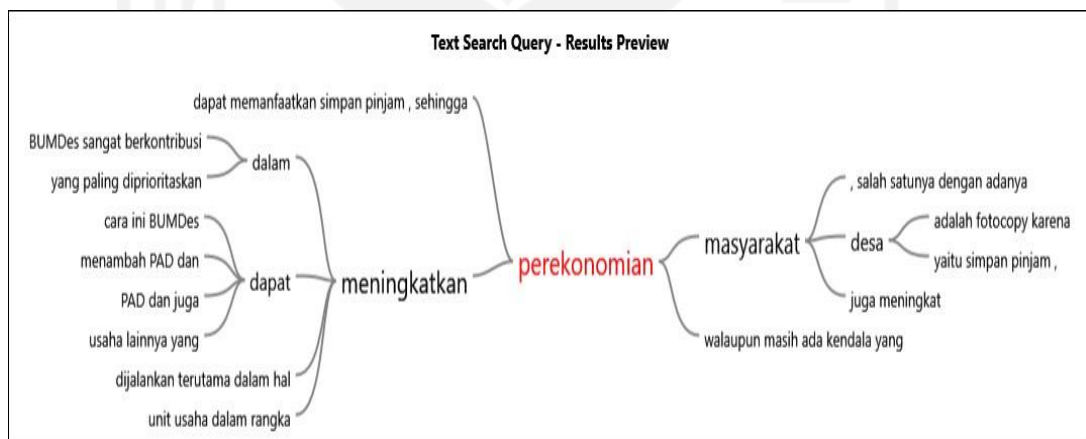 Text Search Query - Results Preview
dapat memanfaatkan simpan pinjam , sehingga
BUMDes sangat berkontribusi
yang paling diprioritaskan
dalam
cara ini BUMDes
menambah PAD dan
PAD dan juga
usaha lainnya yang
dapat
dijalankan terutama dalam hal
unit usaha dalam rangka
meningkatkan
perekonomian
masyarakat
, salah satunya dengan adanya
desa
adalah fotocopy karena
yaitu simpan pinjam ,
juga meningkat
walaupun masih ada kendala yang